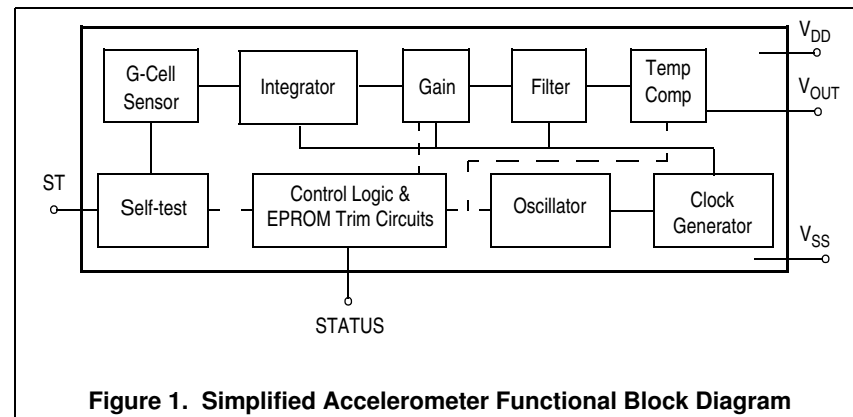 V_DD
G-Cell
Sensor
Integrator
Gain
Filter
Temp
Comp
V_OUT
ST
Self-test
Control Logic &
EPROM Trim Circuits
Oscillator
Clock
Generator
V_SS
STATUS
Figure 1. Simplified Accelerometer Functional Block Diagram